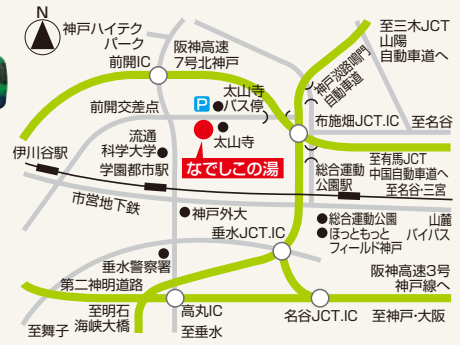 N
神戸ハイテク
パーク
前開IC
阪神高速
7号北神戸
至三木JCT
山陽
自動車道へ
神戸淡路鳴門
自動車道
P
太山寺
バス停
前開交差点
布施畑JCT.IC
至名谷
流通
科学大学
太山寺
なでしこの湯
伊川谷駅
学園都市駅
総合運動
公園駅
至有馬JCT
中国自動車道へ
至名谷・三宮
市営地下鉄
神戸外大
総合運動公園
ほっともっと
フィールド神戸
山麓
バイパス
垂水JCT.IC
垂水警察署
阪神高速3号
神戸線へ
第二神明道路
至明石
海峡大橋
高丸IC
名谷JCT.IC
至神戸・大阪
至舞子
至垂水